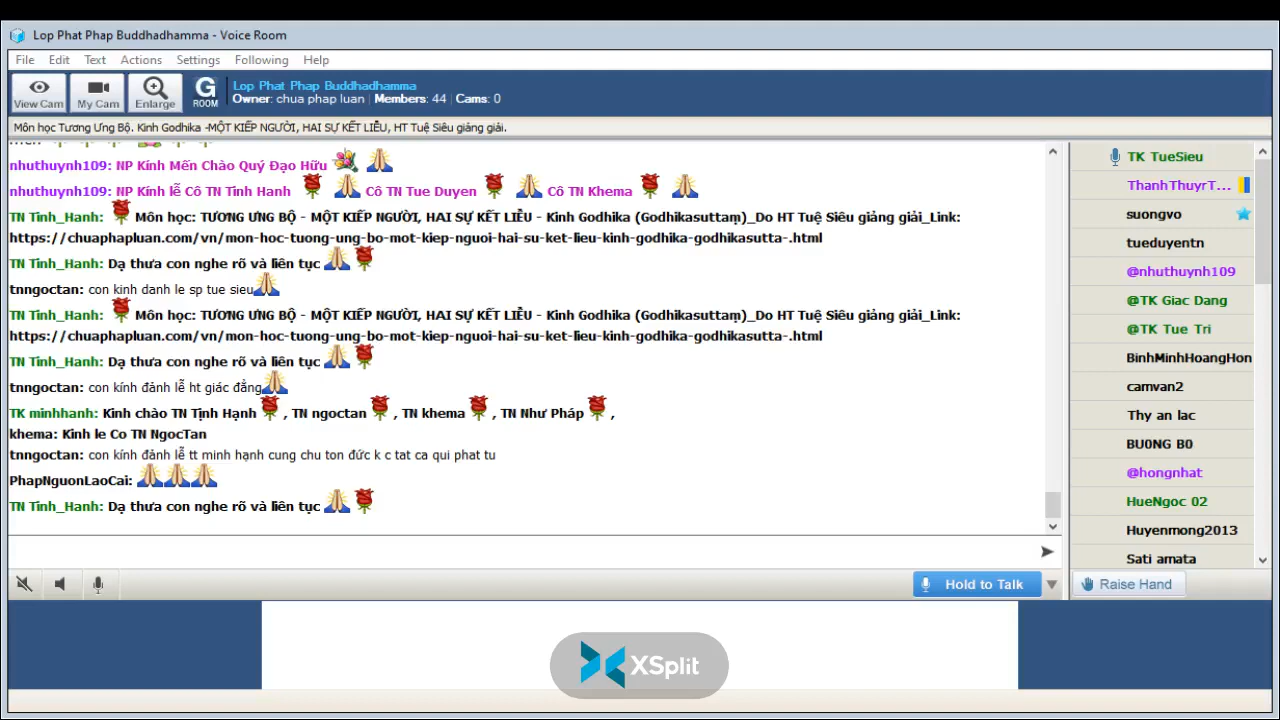 Lop Phat Phap Buddhadhamma - Voice Room
File Edit Text Actions Settings Following Help
View Cam My Cam Enlarge G ROOM
Lop Phat Phap Buddhadhamma
Owner: chua phap luan | Members: 44 | Cams: 0
Môn học Tương Ưng Bộ. Kinh Godhika -MỘT KIẾP NGƯỜI, HAI SỰ KẾT LIỄU, HT Tuệ Siêu giảng giải.
nhuthuynh109: NP Kính Mến Chào Quý Đạo Hữu
nhuthuynh109: NP Kính lễ Cô TN Tinh Hanh Cô TN Tue Duyen Cô TN Khema
TN Tinh_Hanh: Môn học: TƯƠNG ƯNG BỘ - MỘT KIẾP NGƯỜI, HAI SỰ KẾT LIỄU - Kinh Godhika (Godhikasuttaṃ)_Do HT Tuệ Siêu giảng giải_Link:
https://chuaphapluan.com/vn/mon-hoc-tuong-ung-bo-mot-kiep-nguoi-hai-su-ket-lieu-kinh-godhika-godhikasutta-.html
TN Tinh_Hanh: Dạ thưa con nghe rõ và liên tục
tnngoctan: con kinh danh le sp tue sieu
TN Tinh_Hanh: Môn học: TƯƠNG ƯNG BỘ - MỘT KIẾP NGƯỜI, HAI SỰ KẾT LIỄU - Kinh Godhika (Godhikasuttaṃ)_Do HT Tuệ Siêu giảng giải_Link:
https://chuaphapluan.com/vn/mon-hoc-tuong-ung-bo-mot-kiep-nguoi-hai-su-ket-lieu-kinh-godhika-godhikasutta-.html
TN Tinh_Hanh: Dạ thưa con nghe rõ và liên tục
tnngoctan: con kính đảnh lễ ht giác đẳng
TK minhhanh: Kinh chào TN Tịnh Hạnh , TN ngoctan , TN khema , TN Như Pháp ,
khema: Kinh le Co TN NgocTan
tnngoctan: con kính đảnh lễ tt minh hạnh cung chu ton đức k c tat ca qui phat tu
PhapNguonLaoCai:
TN Tinh_Hanh: Dạ thưa con nghe rõ và liên tục
TK TueSieu
ThanhThuyrT...
suongvo
tueduyentn
@nhuthuynh109
@TK Giac Dang
@TK Tue Tri
BinhMinhHoangHon
camvan2
Thy an lac
BU0NG B0
@hongnhat
HueNgoc 02
Huyenmong2013
Sati amata
Hold to Talk
Raise Hand
XSplit